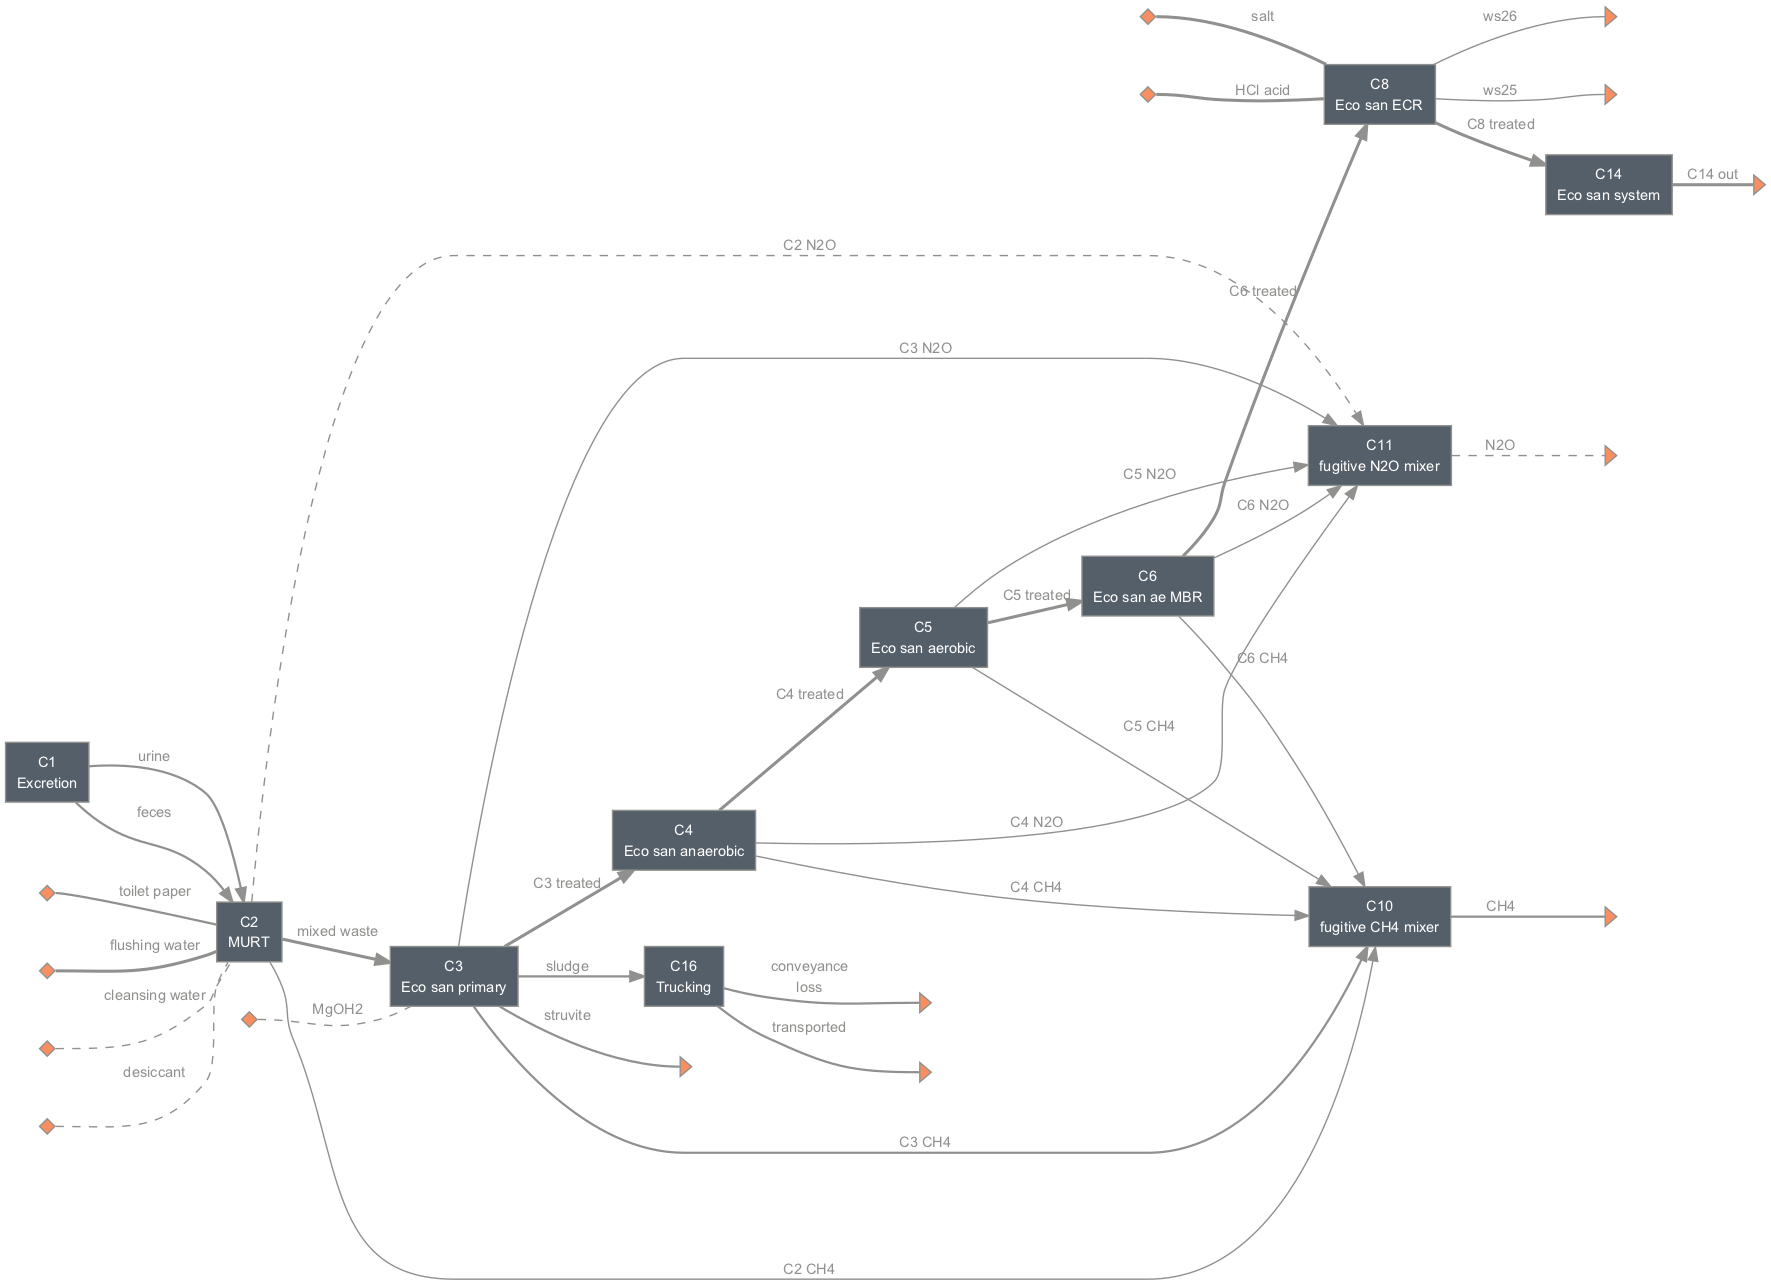 salt
ws26
C8
Eco san ECR
HCl acid
ws25
C8 treated
C14
Eco san system
C14 out
C2 N2O
C6 treated
C3 N2O
C11
fugitive N2O mixer
N2O
C5 N2O
C6 N2O
C6
Eco san ae MBR
C5 treated
C5
Eco san aerobic
C6 CH4
C4 treated
C5 CH4
C1
Excretion
urine
feces
C4
Eco san anaerobic
C4 N2O
C3 treated
C4 CH4
toilet paper
C2
MURT
flushing water
mixed waste
C10
fugitive CH4 mixer
CH4
C3
Eco san primary
sludge
C16
Trucking
conveyance
loss
cleansing water
MgOH2
struvite
transported
desiccant
C3 CH4
C2 CH4